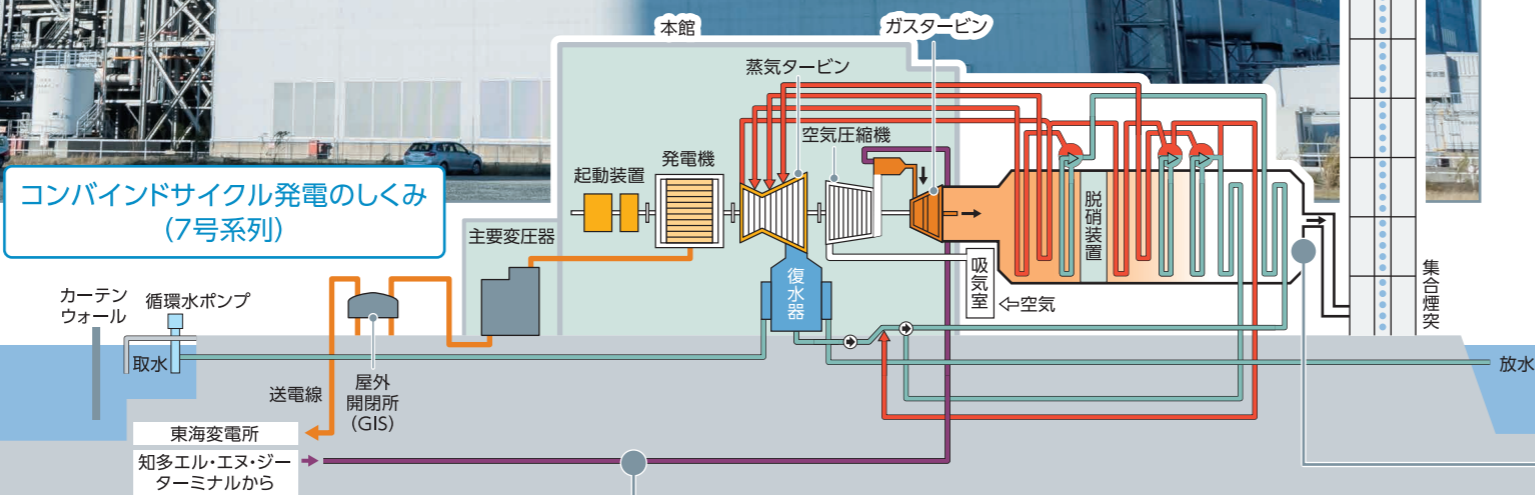 本館
ガスタービン
蒸気タービン
空気圧縮機
発電機
起動装置
コンバインドサイクル発電のしくみ
(7号系列)
主要変圧器
脱硝装置
復水器
吸気室
⇦空気
集合煙突
カーテン
ウォール
循環水ポンプ
取水
放水
送電線
屋外
開閉所
(GIS)
東海変電所
知多エル・エヌ・ジー
ターミナルから